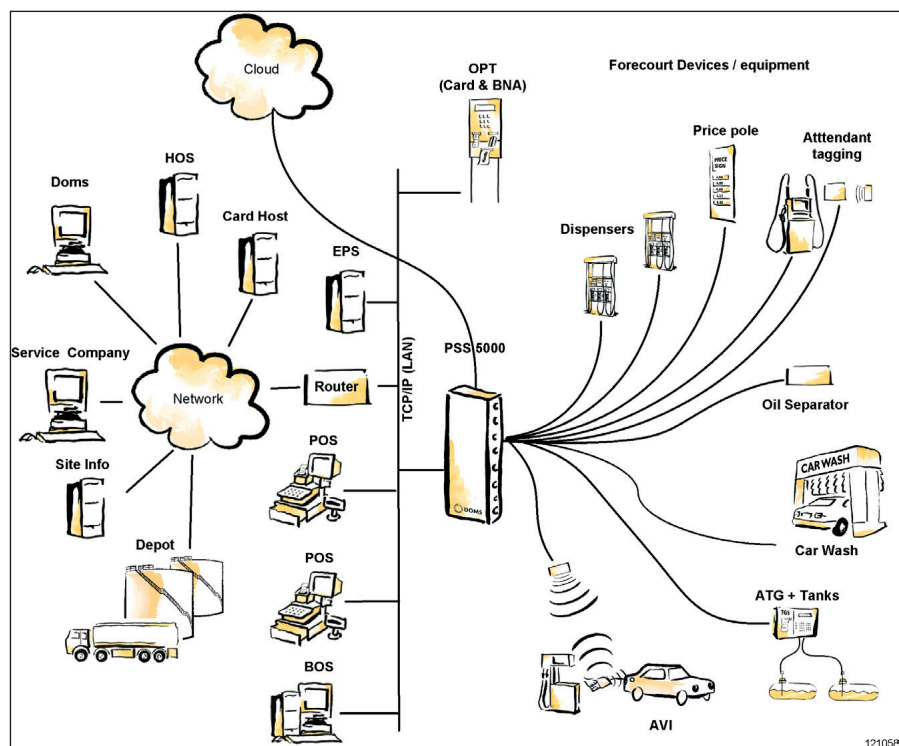 Cloud
OPT
(Card & BNA)
Forecourt Devices / equipment
Price pole
PRICE
SIGN
Atttendant
tagging
HOS
Doms
Card Host
EPS
Dispensers
PSS 5000
TCP/IP (LAN)
Service Company
Network
Router
Oil Separator
POS
Site Info
DOMS
CAR WASH
Car Wash
Depot
POS
ATG + Tanks
TGS
BOS
AVI
121058